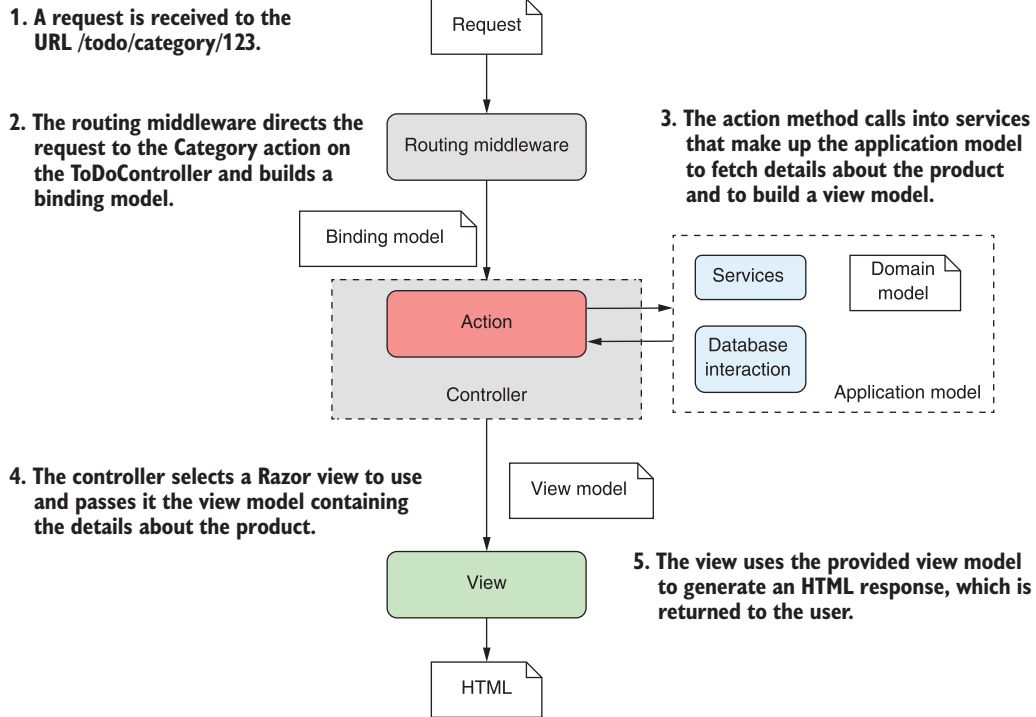 1. A request is received to the
URL /todo/category/123.
Request
2. The routing middleware directs the
request to the Category action on
the ToDoController and builds a
binding model.
Routing middleware
3. The action method calls into services
that make up the application model
to fetch details about the product
and to build a view model.
Binding model
Action
Controller
Services
Domain
model
Database
interaction
Application model
4. The controller selects a Razor view to use
and passes it the view model containing
the details about the product.
View model
View
5. The view uses the provided view model
to generate an HTML response, which is
returned to the user.
HTML